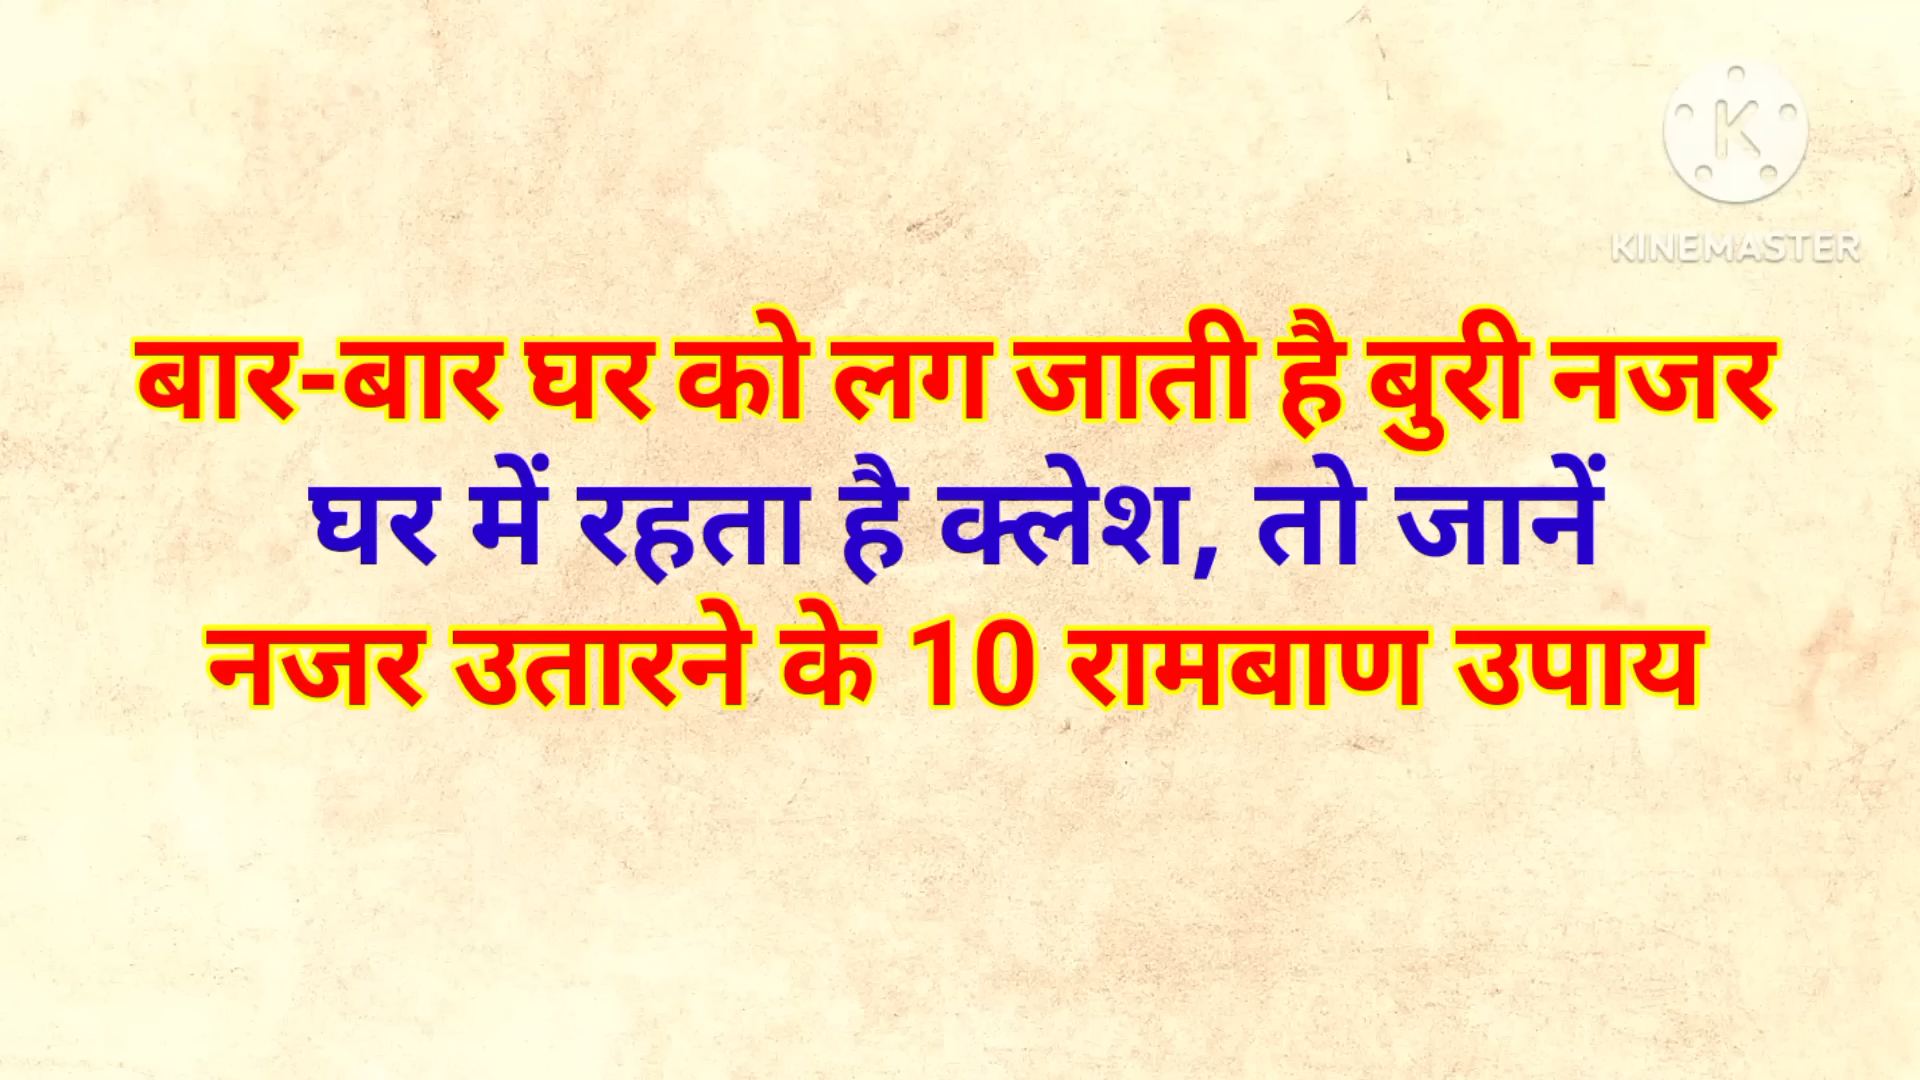 K
KINEMASTER
बार-बार घर को लग जाती है बुरी नजर
घर में रहता है क्लेश, तो जानें
नजर उतारने के 10 रामबाण उपाय